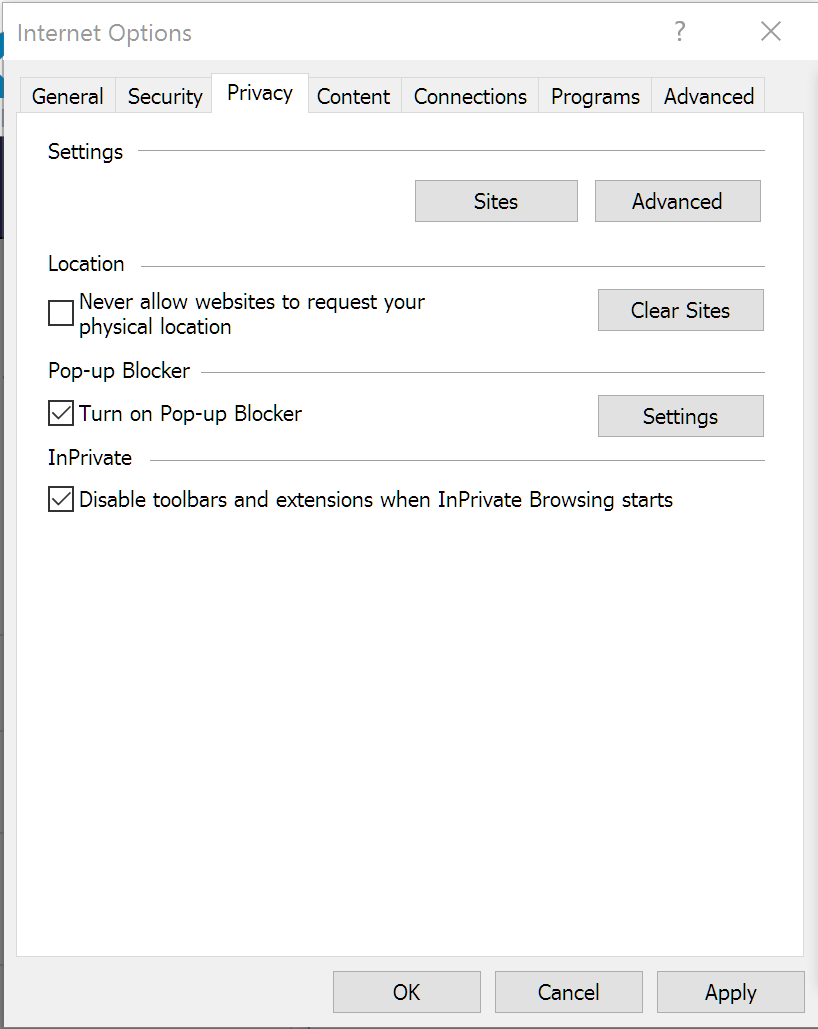 Internet Options ?
General Security Privacy Content Connections Programs Advanced
Settings
Sites Advanced
Location
Never allow websites to request your
physical location
Clear Sites
Pop-up Blocker
Turn on Pop-up Blocker Settings
InPrivate
Disable toolbars and extensions when InPrivate Browsing starts
OK Cancel Apply